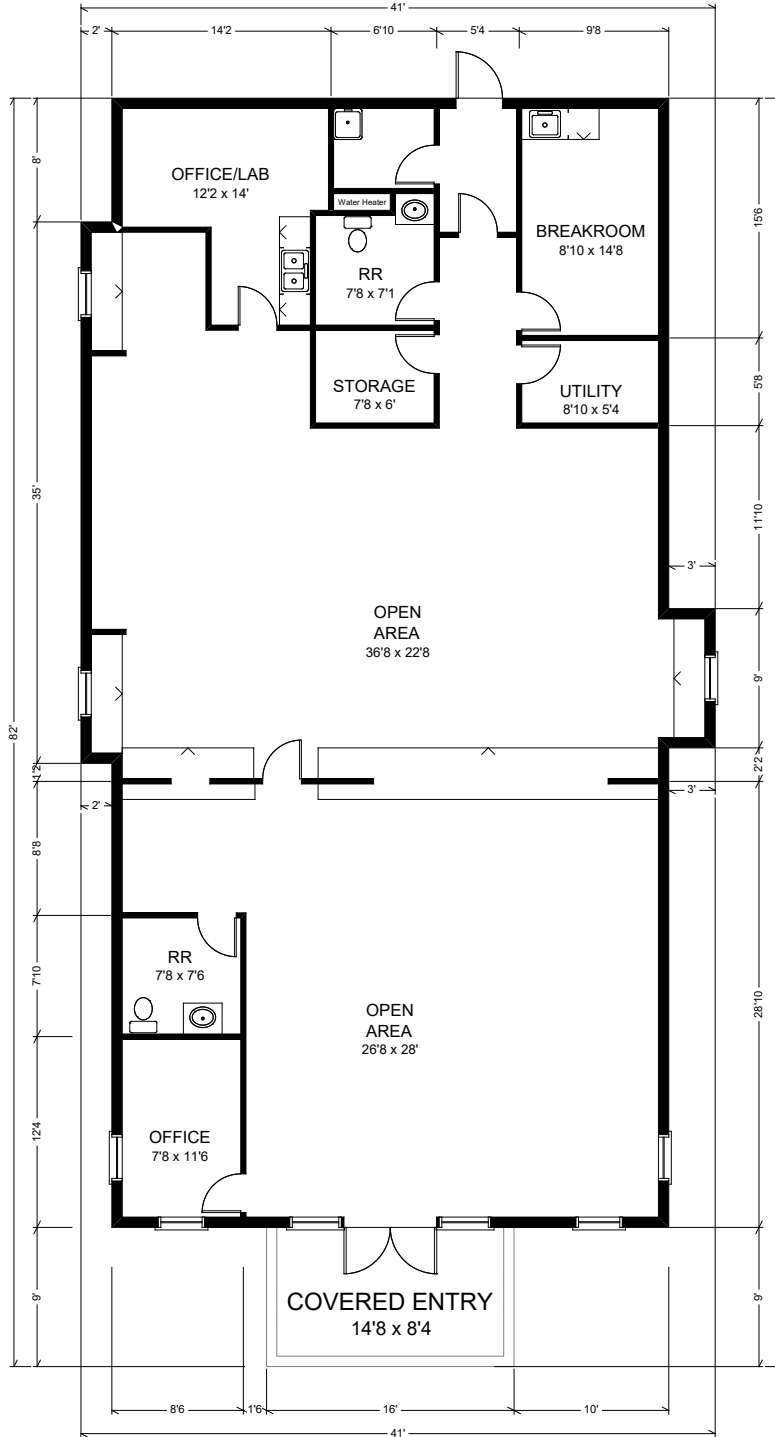 41'
2'
14'2
6'10
5'4
9'8
8'
OFFICE/LAB
12'2 x 14'
Water Heater
BREAKROOM
8'10 x 14'8
15'6
RR
7'8 x 7'1
STORAGE
7'8 x 6'
UTILITY
8'10 x 5'4
5'8
35'
11'10
3'
OPEN
AREA
36'8 x 22'8
9'
82'
1'2
2'2
2'
3'
8'8
RR
7'8 x 7'6
7'10
OPEN
AREA
26'8 x 28'
28'10
12'4
OFFICE
7'8 x 11'6
9'
COVERED ENTRY
14'8 x 8'4
9'
8'6
1'6
16'
10'
41'